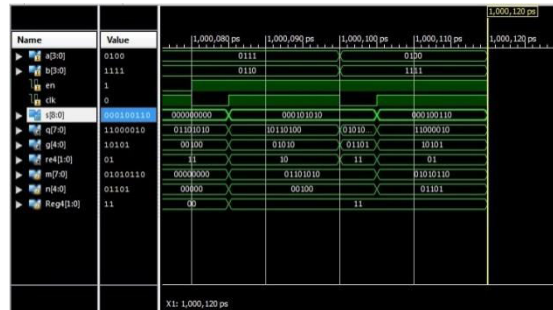 1,000,120 ps
Name Value 1,000,080 ps 1,000,090 ps 1,000,100 ps 1,000,110 ps 1,000,120 ps
a[3:0] 0100 0111 0100
b[3:0] 1111 0110 1111
en 1
clk 0
s[8:0] 000100110 000000000 000101010 000100110
q[7:0] 11000010 01101010 10110100 01010... 11000010
g[4:0] 10101 00100 01010 01101 10101
re4[1:0] 01 11 10 11 01
m[7:0] 01010110 00000000 01101010 01010110
n[4:0] 01101 00000 00100 01101
Reg4[1:0] 11 00 11
X1: 1,000,120 ps